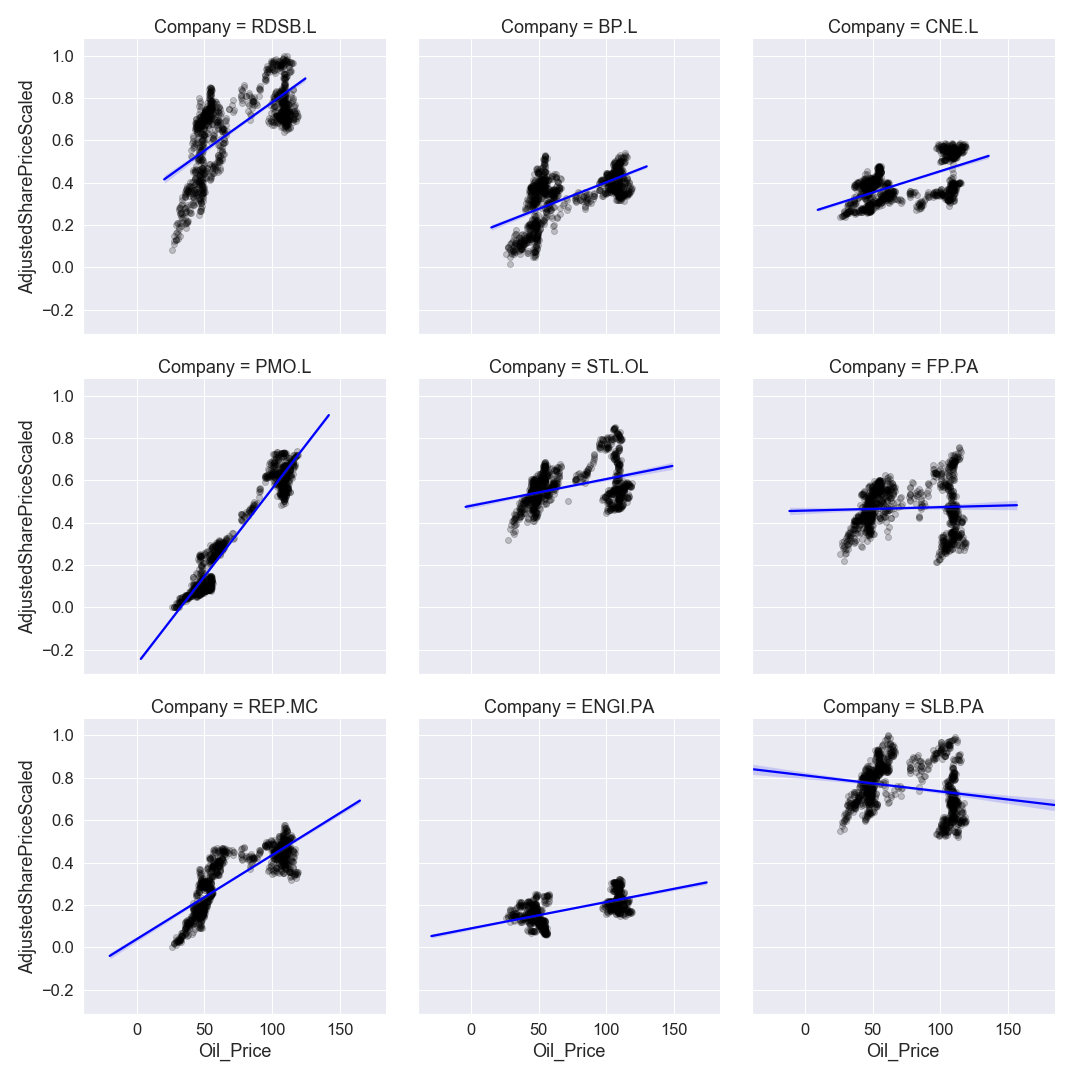 Company = RDSB.L
Company = BP.L
Company = CNE.L
AdjustedSharePriceScaled
1.0
0.8
0.6
0.4
0.2
0.0
−0.2
Company = PMO.L
Company = STL.OL
Company = FP.PA
AdjustedSharePriceScaled
1.0
0.8
0.6
0.4
0.2
0.0
−0.2
Company = REP.MC
Company = ENGI.PA
Company = SLB.PA
AdjustedSharePriceScaled
1.0
0.8
0.6
0.4
0.2
0.0
−0.2
0 50 100 150
0 50 100 150
0 50 100 150
Oil_Price
Oil_Price
Oil_Price